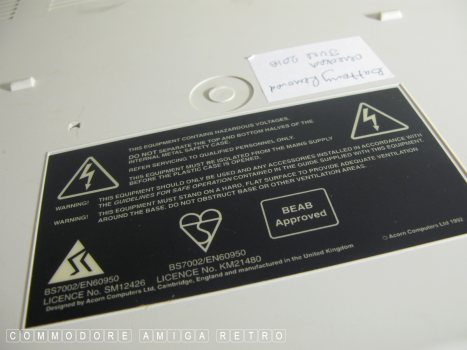 Battery Removed
Checked
JULY 2018
THIS EQUIPMENT CONTAINS HAZARDOUS VOLTAGES.
DO NOT SEPARATE THE TOP AND BOTTOM HALVES OF THE
INTERNAL METAL SAFETY CASE.
REFER SERVICING TO QUALIFIED PERSONNEL ONLY.
THIS EQUIPMENT MUST BE ISOLATED FROM THE MAINS SUPPLY
BEFORE THE PLASTIC CASE IS OPENED.
WARNING! THIS EQUIPMENT SHOULD ONLY BE USED AND ANY ACCESSORIES INSTALLED IN ACCORDANCE WITH
THE GUIDELINES FOR SAFE OPERATION CONTAINED IN THE GUIDE SUPPLIED WITH THIS EQUIPMENT.
WARNING! THIS EQUIPMENT MUST STAND ON A HARD, FLAT SURFACE TO PROVIDE ADEQUATE VENTILATION
AROUND THE BASE. DO NOT OBSTRUCT BASE OR OTHER VENTILATION AREAS.
BEAB
Approved
BS7002/EN60950
LICENCE No. SM12426
BS7002/EN60950
LICENCE No. KM21480
Designed by Acorn Computers Ltd, Cambridge, England and manufactured in the United Kingdom
© Acorn Computers Ltd 1992
COMMODORE AMIGA RETRO